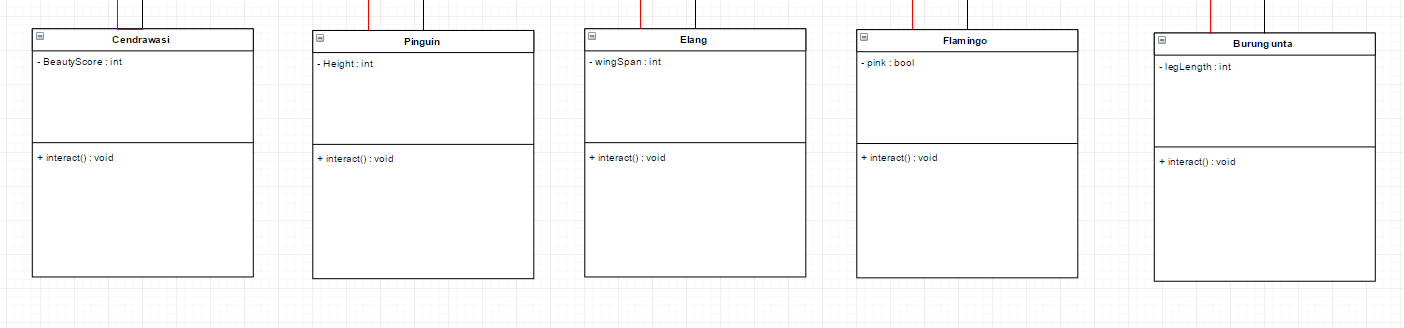 Cendrawasi
- BeautyScore : int
+ interact() : void
Pinguin
- Height : int
+ interact() : void
Elang
- wingSpan : int
+ interact() : void
Flamingo
- pink : bool
+ interact() : void
Burung unta
- legLength : int
+ interact() : void